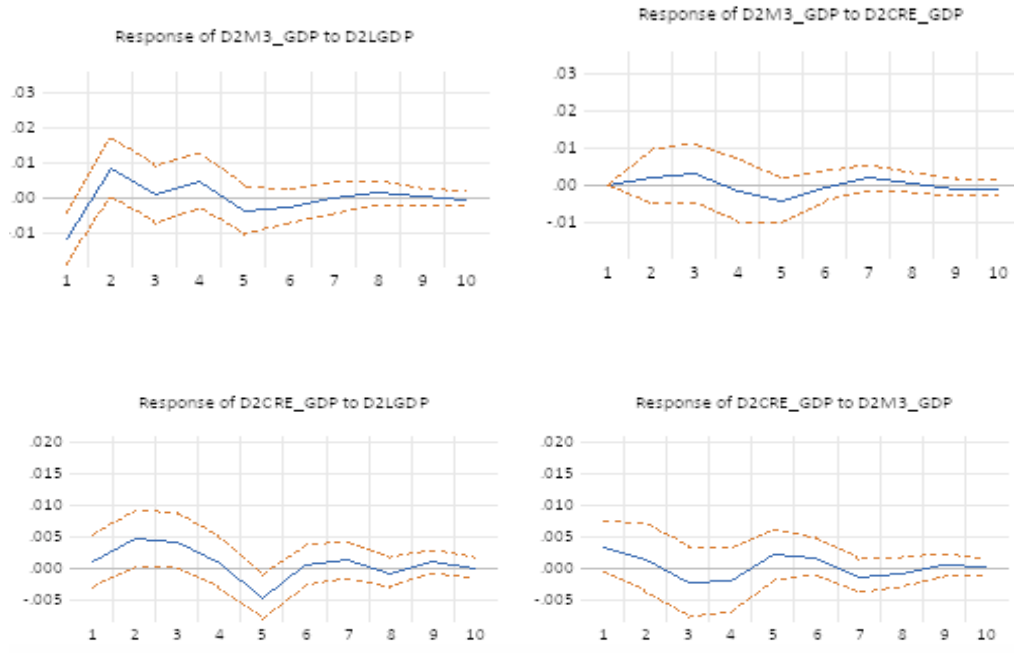 Response of D2M3_GDP to D2LGDP
.03
.02
.01
.00
-.01
1 2 3 4 5 6 7 8 9 10
Response of D2M3_GDP to D2CRE_GDP
.03
.02
.01
.00
-.01
1 2 3 4 5 6 7 8 9 10
Response of D2CRE_GDP to D2LGDP
.020
.015
.010
.005
.000
-.005
1 2 3 4 5 6 7 8 9 10
Response of D2CRE_GDP to D2M3_GDP
.020
.015
.010
.005
.000
-.005
1 2 3 4 5 6 7 8 9 10